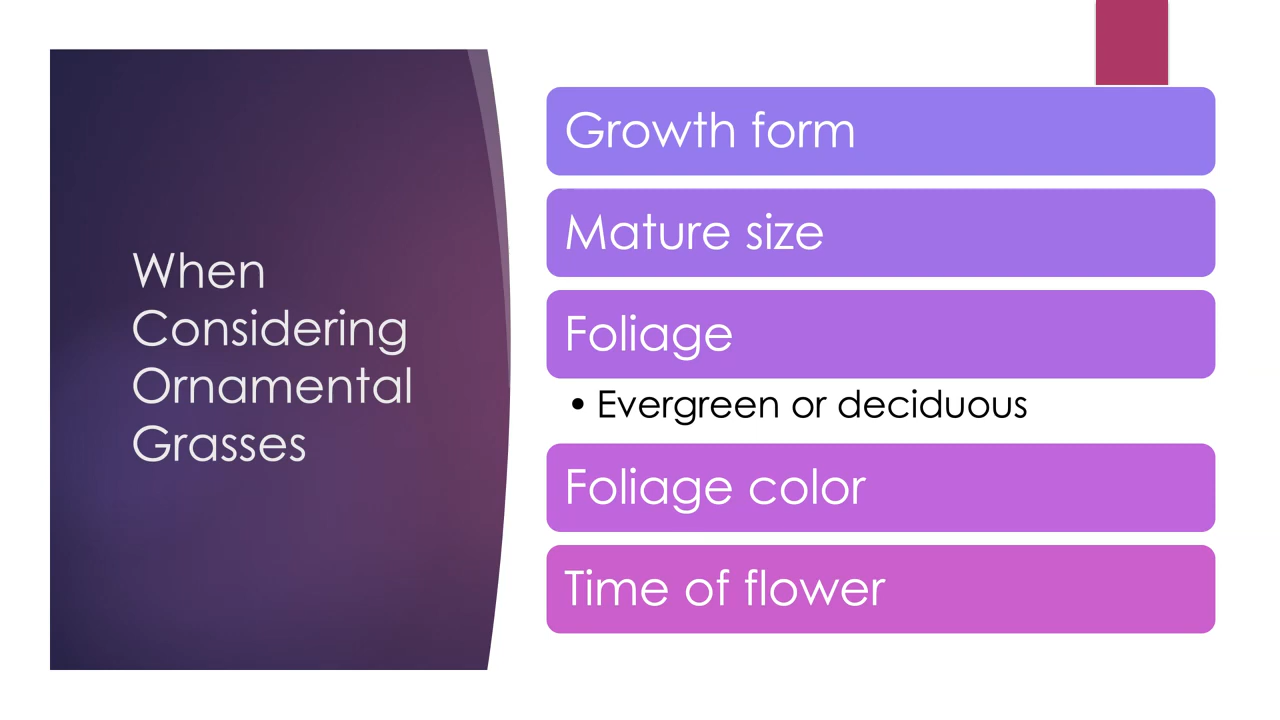 When
Considering
Ornamental
Grasses
Growth form
Mature size
Foliage
• Evergreen or deciduous
Foliage color
Time of flower